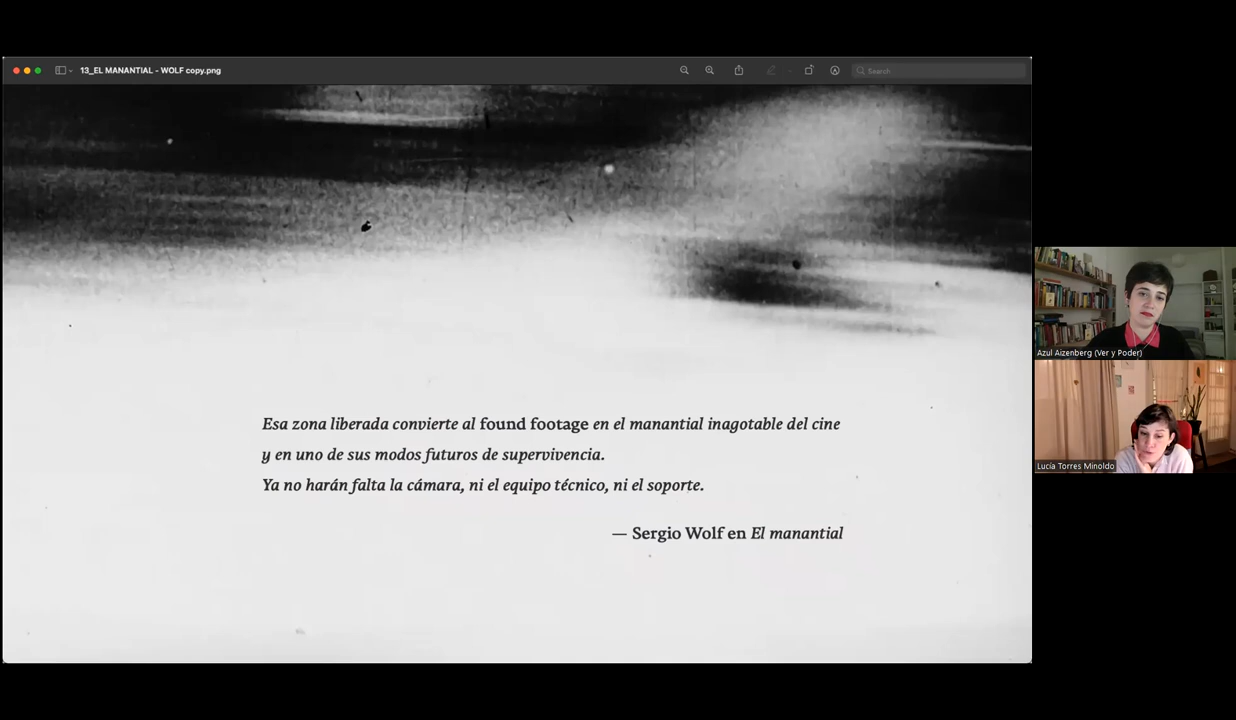 13_EL MANANTIAL - WOLF copy.png
Search
Esa zona liberada convierte al found footage en el manantial inagotable del cine
y en uno de sus modos futuros de supervivencia.
Ya no harán falta la cámara, ni el equipo técnico, ni el soporte.
— Sergio Wolf en El manantial
Azul Aizenberg (Ver y Poder)
Lucía Torres Minoldo